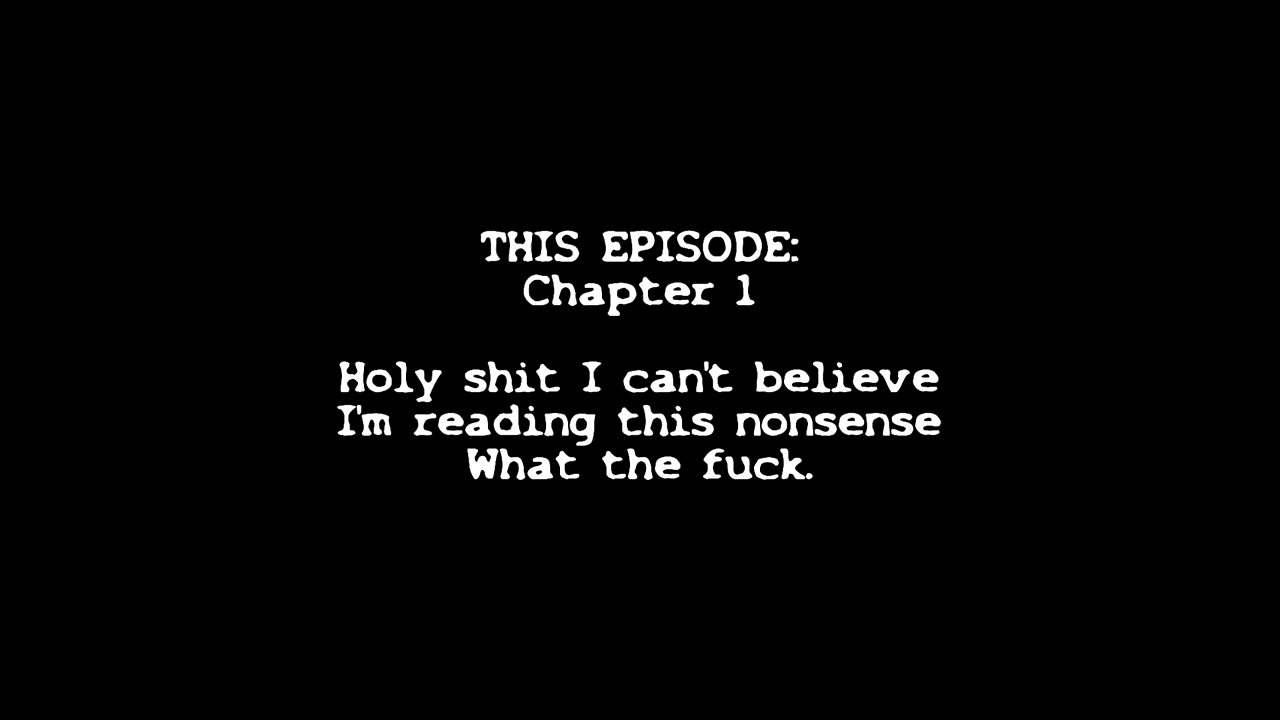 THIS EPISODE:
Chapter 1
Holy shit I can't believe
I'm reading this nonsense
What the fuck.